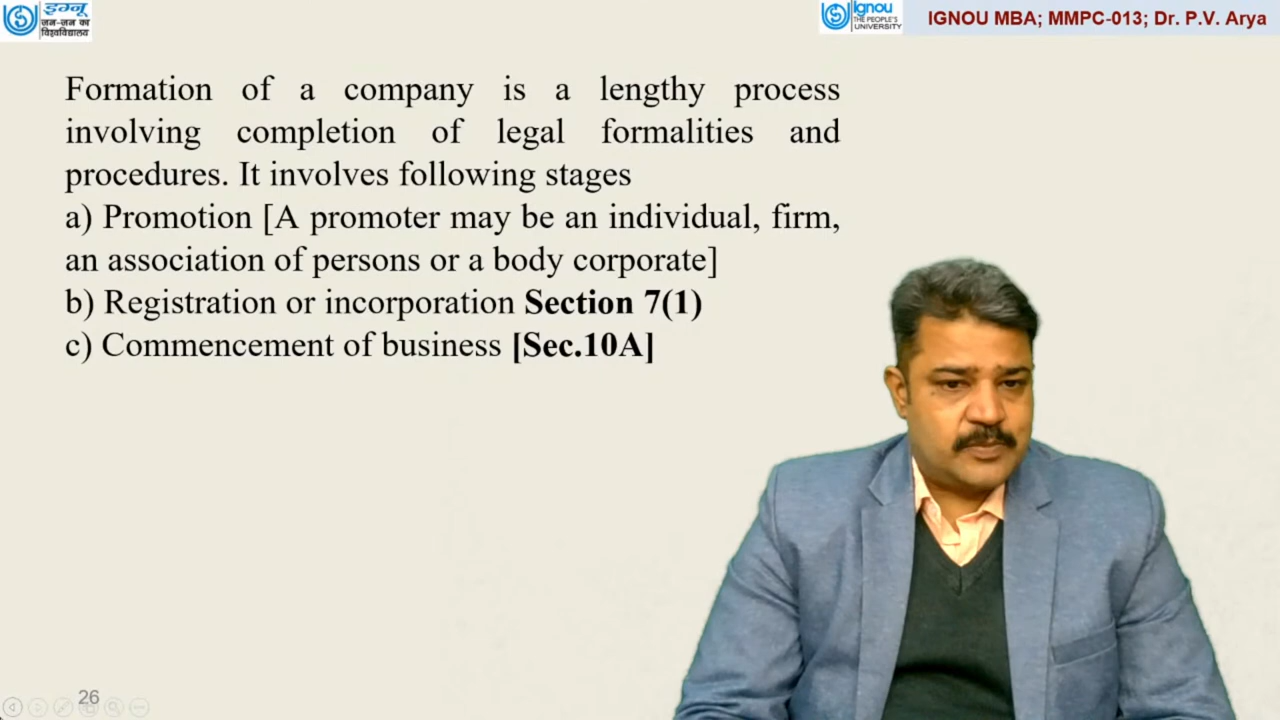 इग्नू
जन-जन का
विश्वविद्यालय
ignou
THE PEOPLE'S
UNIVERSITY
IGNOU MBA; MMPC-013; Dr. P.V. Arya
Formation of a company is a lengthy process
involving completion of legal formalities and
procedures. It involves following stages
a) Promotion [A promoter may be an individual, firm,
an association of persons or a body corporate]
b) Registration or incorporation Section 7(1)
c) Commencement of business [Sec.10A]
26